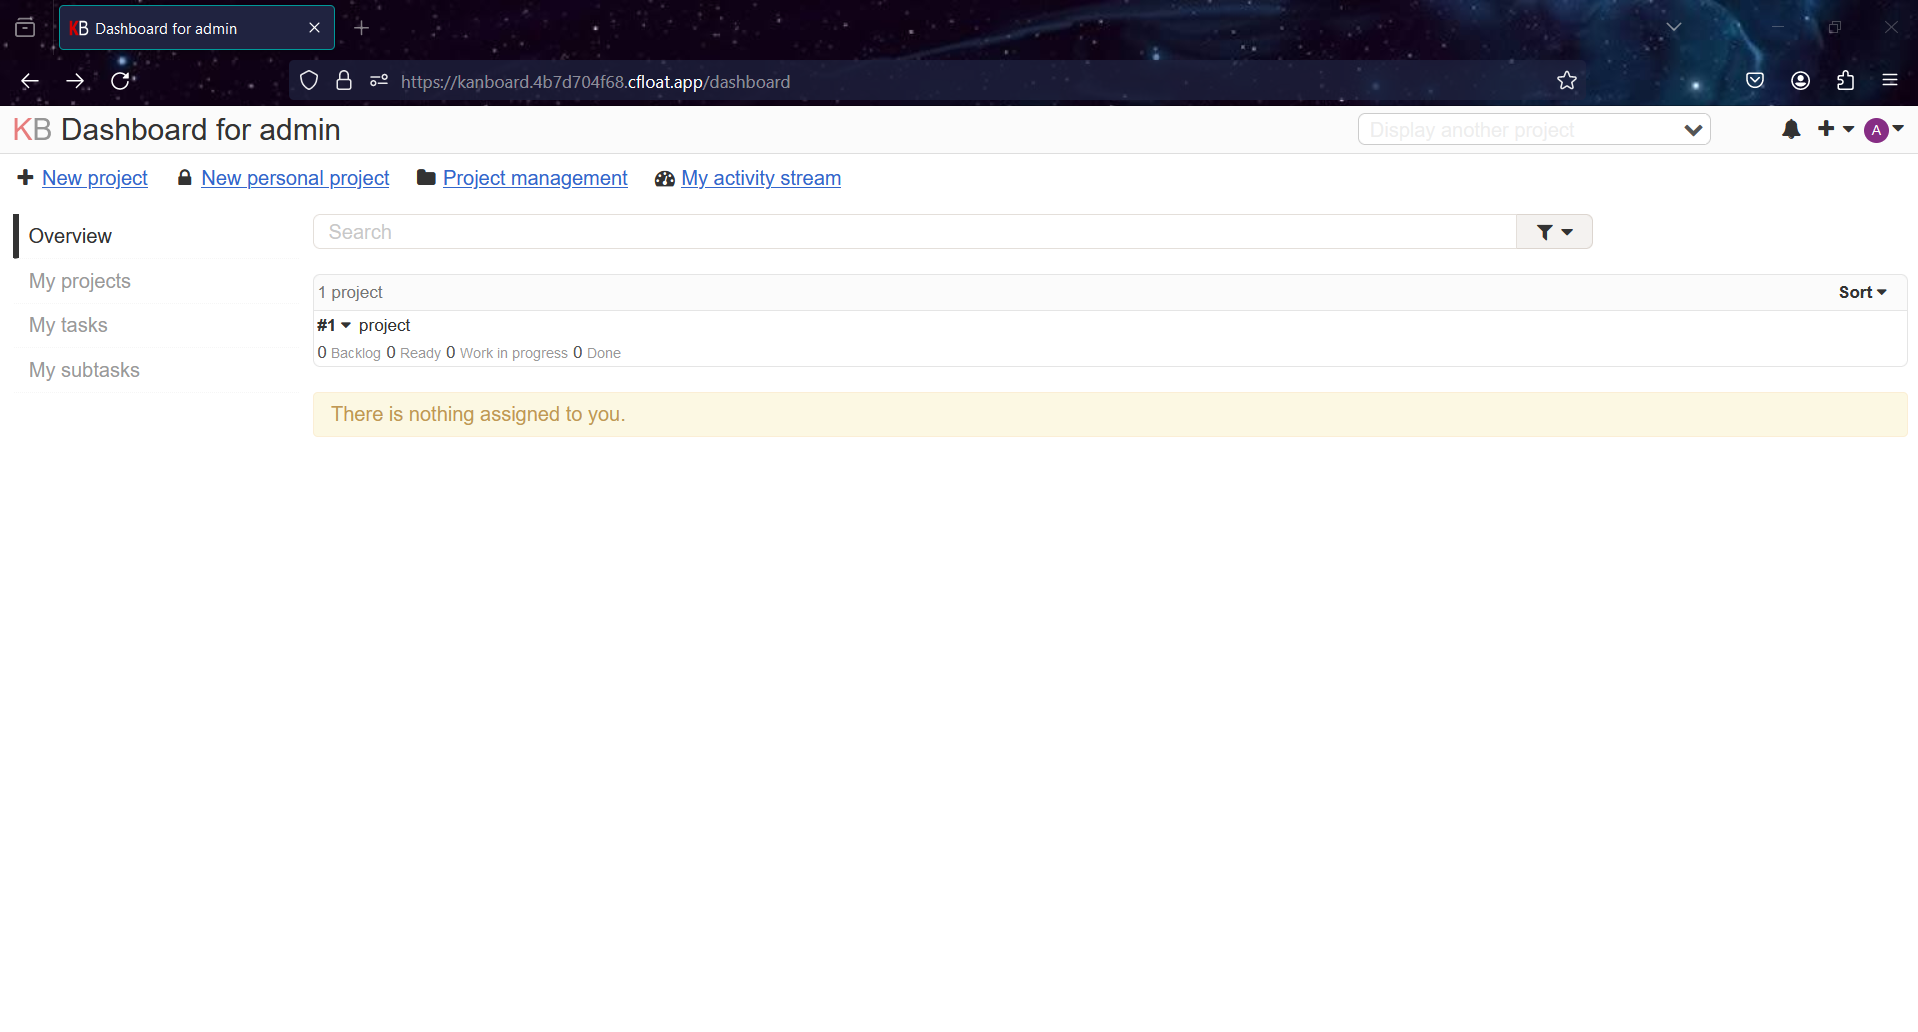 KB Dashboard for admin
https://kanboard.4b7d704f68.cfloat.app/dashboard
KB Dashboard for admin
Display another project
A
New project New personal project Project management My activity stream
Overview
My projects
My tasks
My subtasks
Search
1 project Sort
#1 project
0 Backlog 0 Ready 0 Work in progress 0 Done
There is nothing assigned to you.